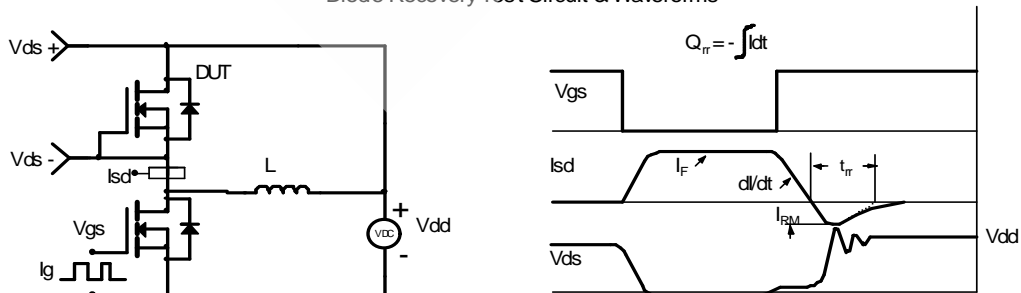 Diode Recovery Test Circuit & Waveforms
Vds +
DUT
Vds -
Isd
L
Vgs
Ig
VDC
+
-
Vdd
Qrr = - ∫Idt
Vgs
Isd
IF
dI/dt
trr
IRM
Vdd
Vds